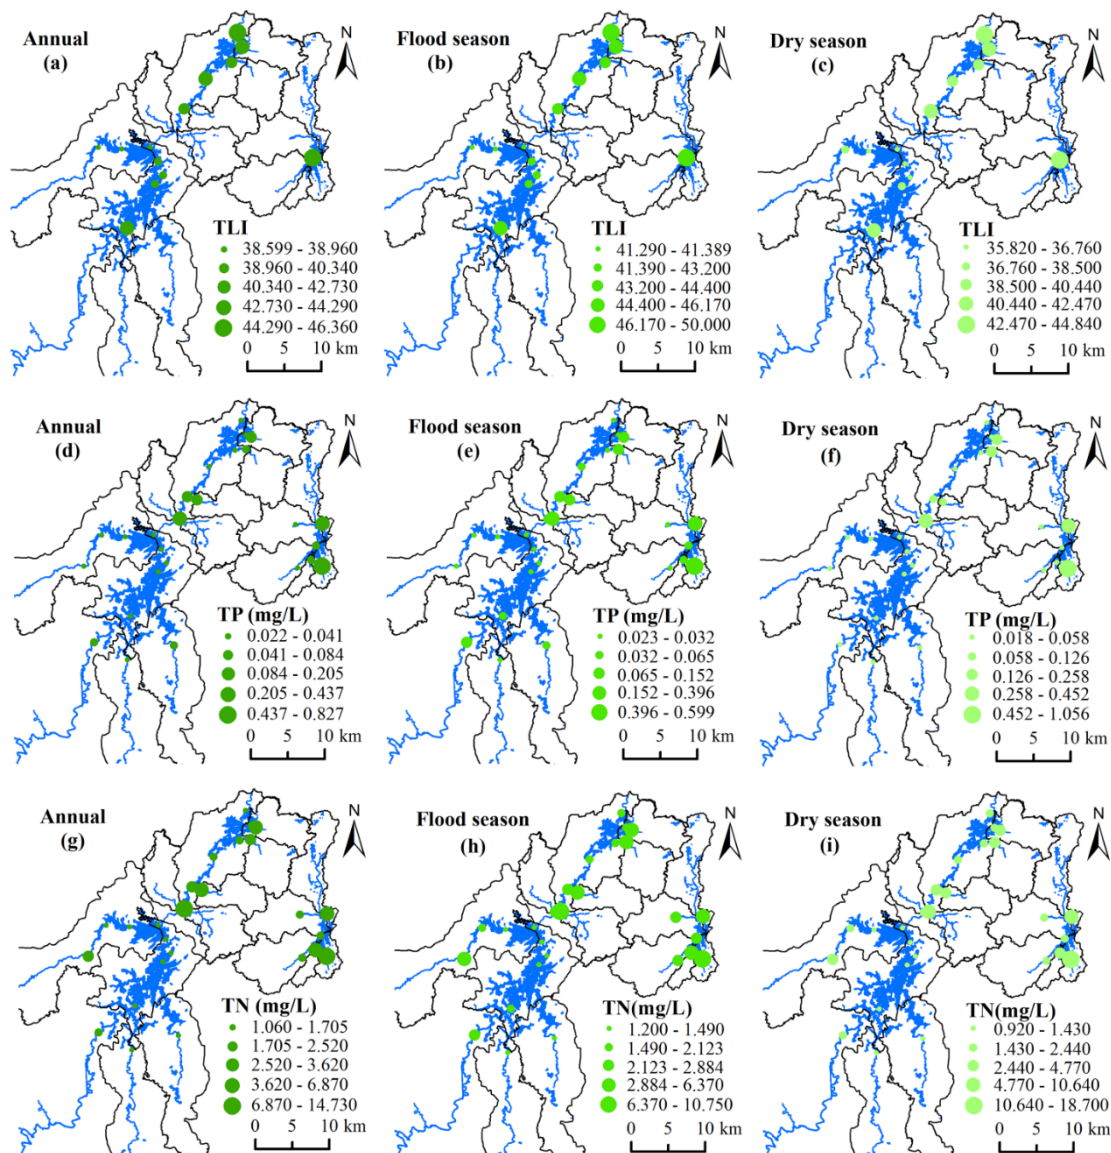 Annual
(a)
N
TLI
38.599 - 38.960
38.960 - 40.340
40.340 - 42.730
42.730 - 44.290
44.290 - 46.360
0 5 10 km
Flood season
(b)
N
TLI
41.290 - 41.389
41.390 - 43.200
43.200 - 44.400
44.400 - 46.170
46.170 - 50.000
0 5 10 km
Dry season
(c)
N
TLI
35.820 - 36.760
36.760 - 38.500
38.500 - 40.440
40.440 - 42.470
42.470 - 44.840
0 5 10 km
Annual
(d)
N
TP (mg/L)
0.022 - 0.041
0.041 - 0.084
0.084 - 0.205
0.205 - 0.437
0.437 - 0.827
0 5 10 km
Flood season
(e)
N
TP (mg/L)
0.023 - 0.032
0.032 - 0.065
0.065 - 0.152
0.152 - 0.396
0.396 - 0.599
0 5 10 km
Dry season
(f)
N
TP (mg/L)
0.018 - 0.058
0.058 - 0.126
0.126 - 0.258
0.258 - 0.452
0.452 - 1.056
0 5 10 km
Annual
(g)
N
TN (mg/L)
1.060 - 1.705
1.705 - 2.520
2.520 - 3.620
3.620 - 6.870
6.870 - 14.730
0 5 10 km
Flood season
(h)
N
TN(mg/L)
1.200 - 1.490
1.490 - 2.123
2.123 - 2.884
2.884 - 6.370
6.370 - 10.750
0 5 10 km
Dry season
(i)
N
TN(mg/L)
0.920 - 1.430
1.430 - 2.440
2.440 - 4.770
4.770 - 10.640
10.640 - 18.700
0 5 10 km